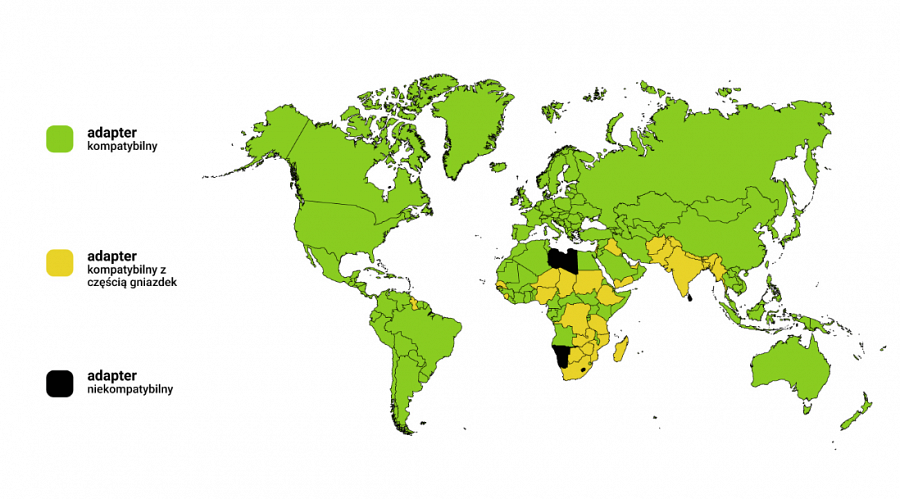 adapter
kompatybilny
adapter
kompatybilny z
częścią gniazdek
adapter
niekompatybilny